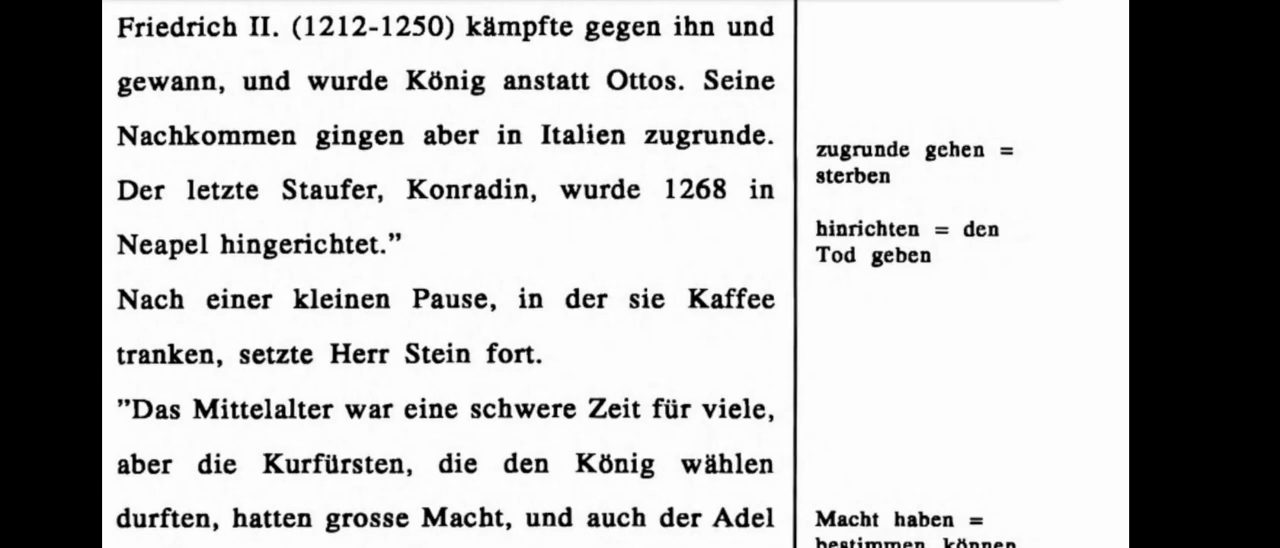 Friedrich II. (1212-1250) kämpfte gegen ihn und
gewann, und wurde König anstatt Ottos. Seine
Nachkommen gingen aber in Italien zugrunde.
Der letzte Staufer, Konradin, wurde 1268 in
Neapel hingerichtet.”
Nach einer kleinen Pause, in der sie Kaffee
tranken, setzte Herr Stein fort.
”Das Mittelalter war eine schwere Zeit für viele,
aber die Kurfürsten, die den König wählen
durften, hatten grosse Macht, und auch der Adel
zugrunde gehen =
sterben
hinrichten = den
Tod geben
Macht haben =
bestimmen können